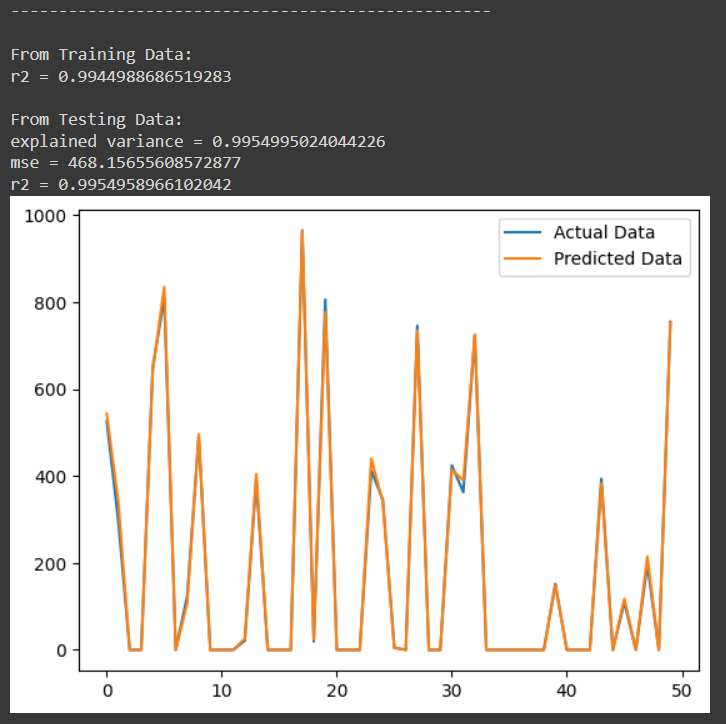 --------------------------------------------------
From Training Data:
r2 = 0.9944988686519283
From Testing Data:
explained variance = 0.9954995024044226
mse = 468.15655608572877
r2 = 0.9954958966102042
1000
800
600
400
200
0
Actual Data
Predicted Data
0 10 20 30 40 50